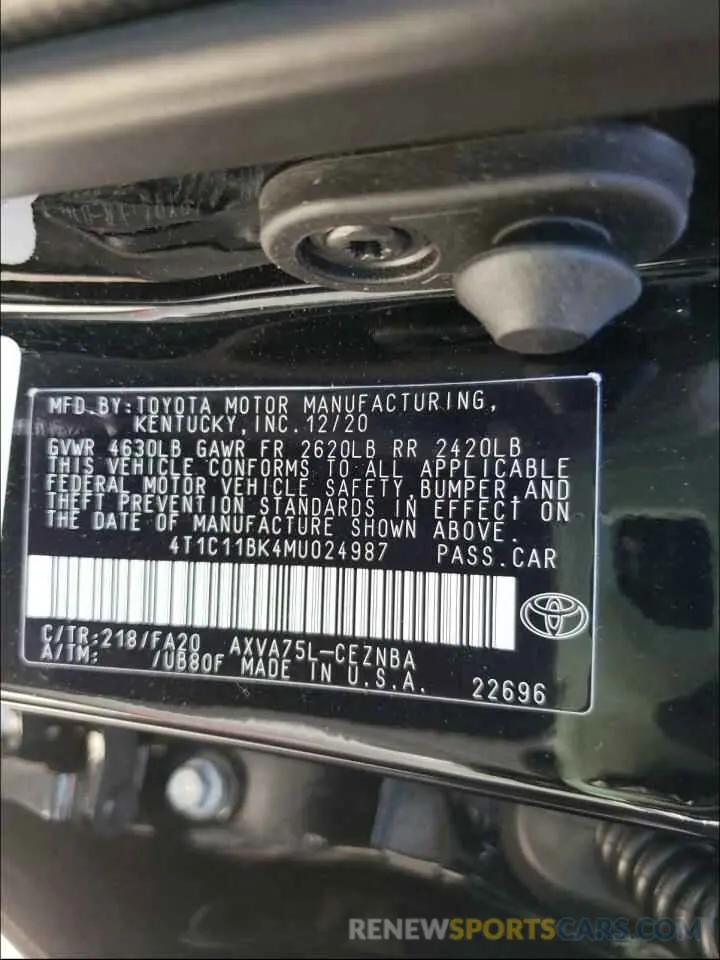 MFD.BY:TOYOTA MOTOR MANUFACTURING,
KENTUCKY,INC.12/20
GVWR 4630LB GAWR FR 2620LB RR 2420LB
THIS VEHICLE CONFORMS TO ALL APPLICABLE
FEDERAL MOTOR VEHICLE SAFETY,BUMPER,AND
THEFT PREVENTION STANDARDS IN EFFECT ON
THE DATE OF MANUFACTURE SHOWN ABOVE.
4T1C11BK4MU024987 PASS.CAR
C/TR:218/FA20 AXVA75L-CEZNBA
A/TM: /UB80F MADE IN U.S.A. 22696
RENEWSPORTSCARS.COM